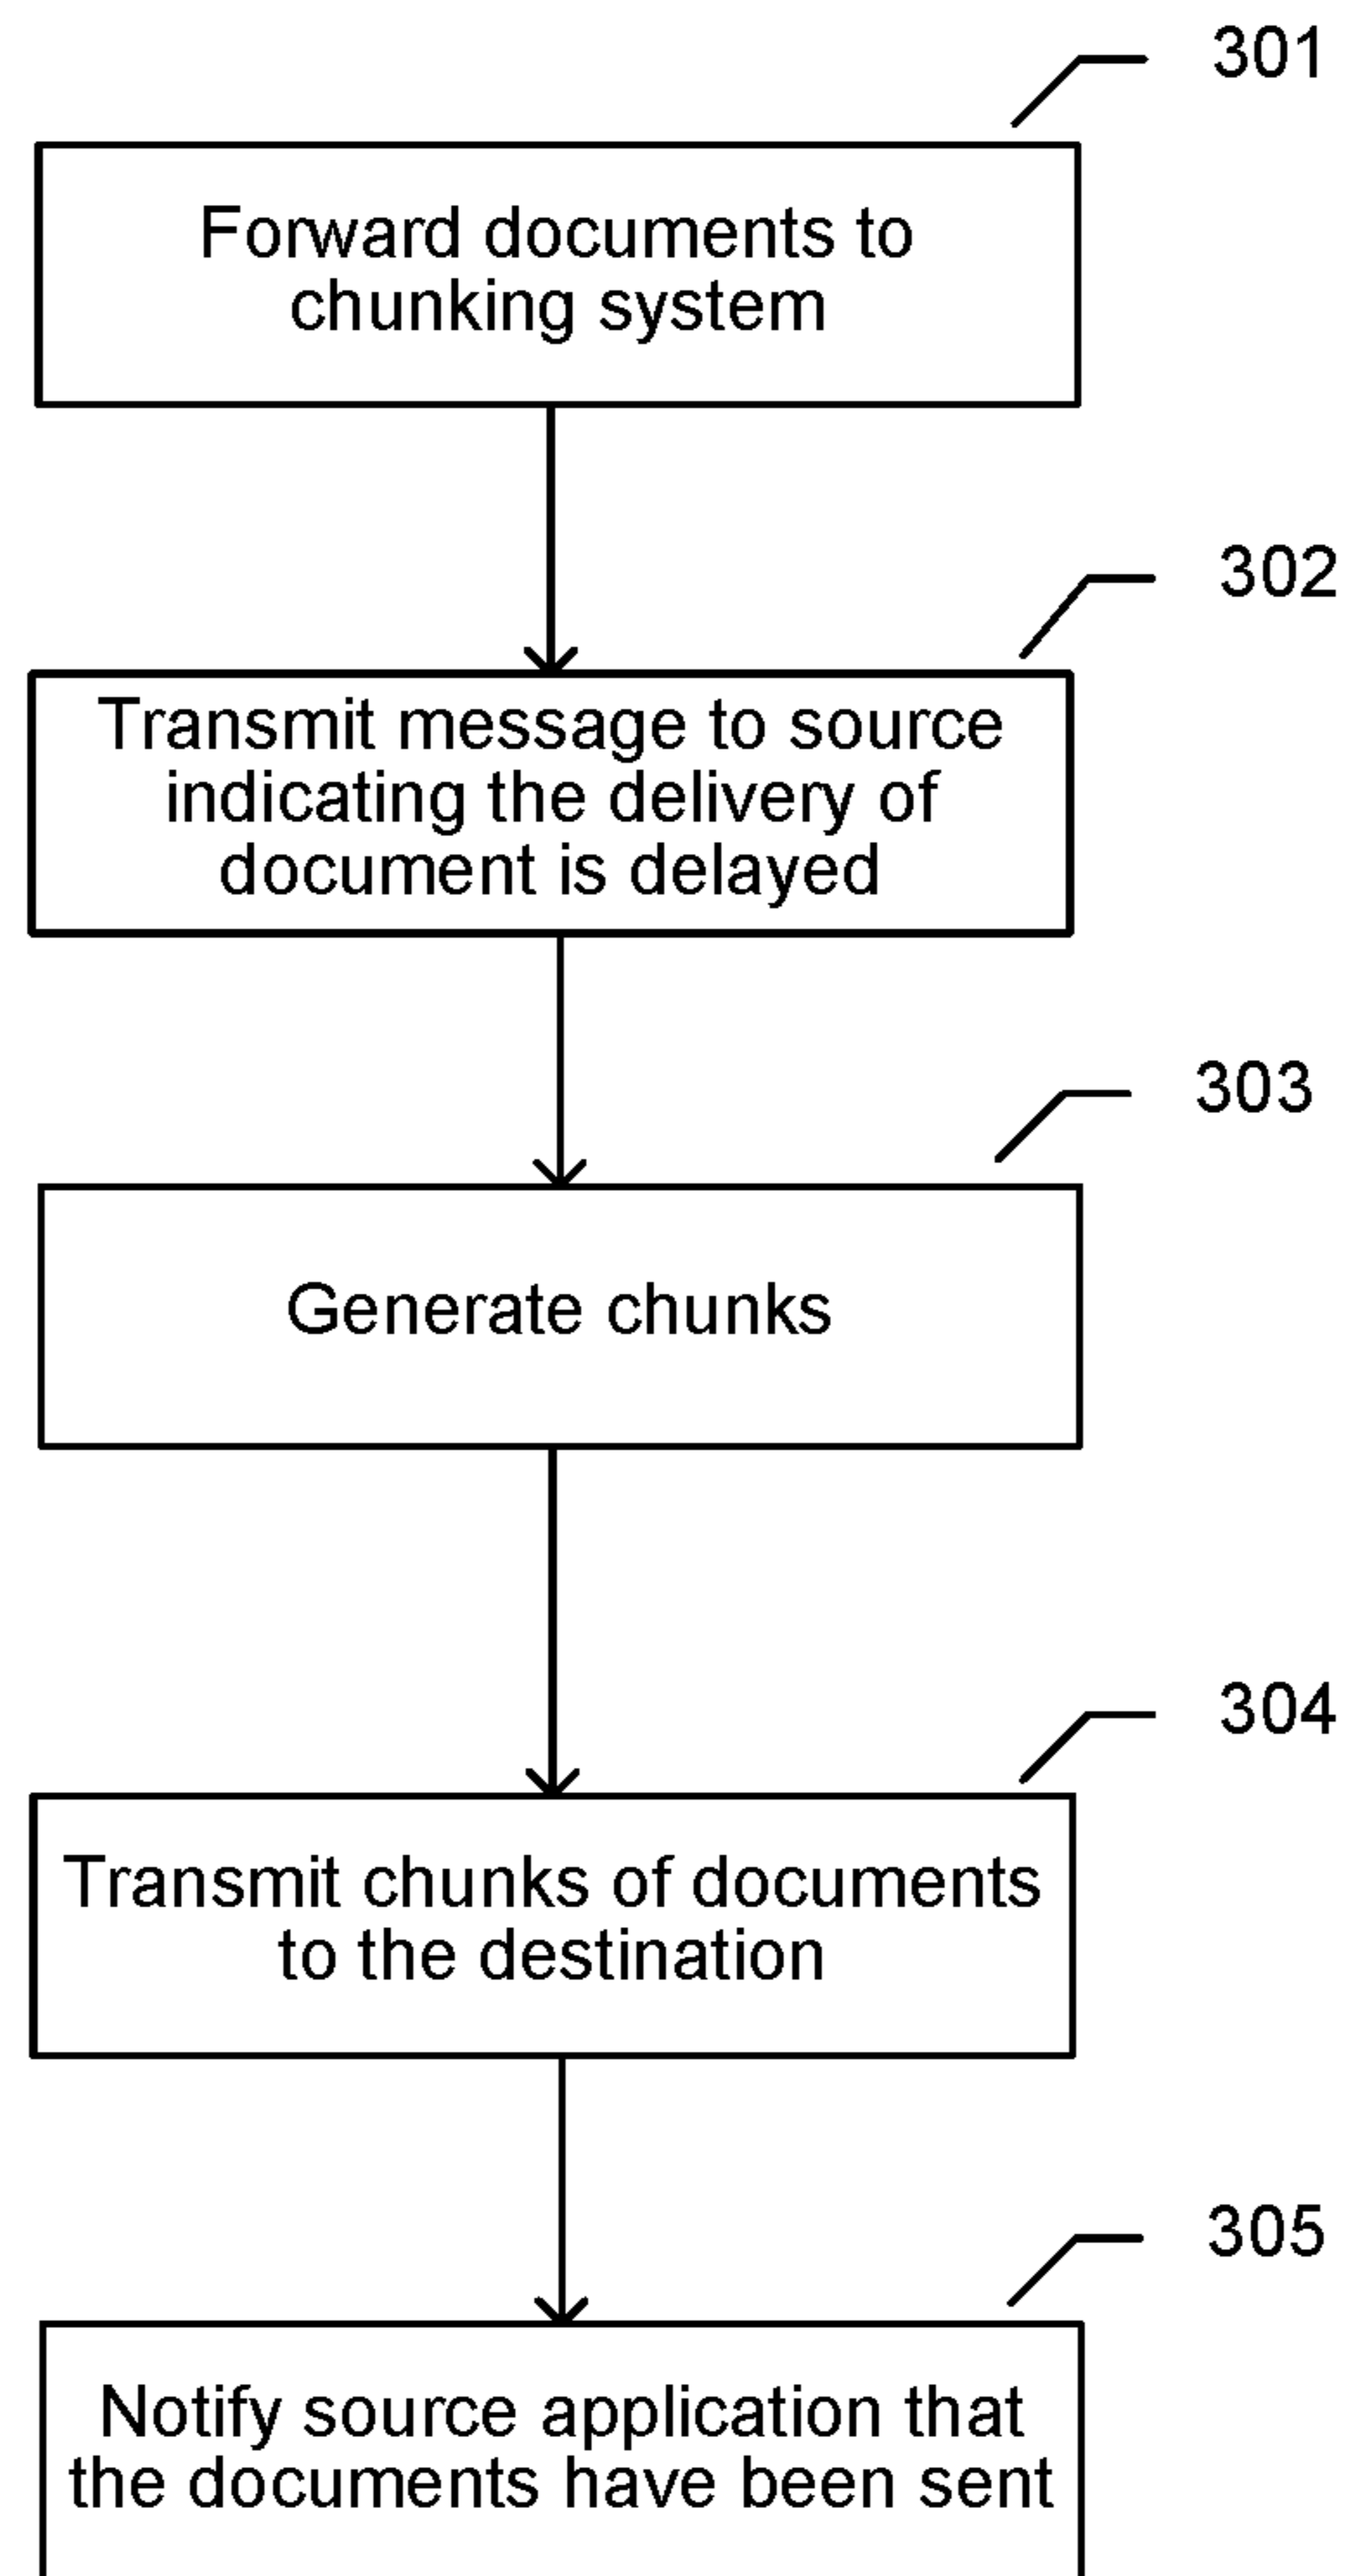 301
Forward documents to
chunking system
302
Transmit message to source
indicating the delivery of
document is delayed
303
Generate chunks
304
Transmit chunks of documents
to the destination
305
Notify source application that
the documents have been sent